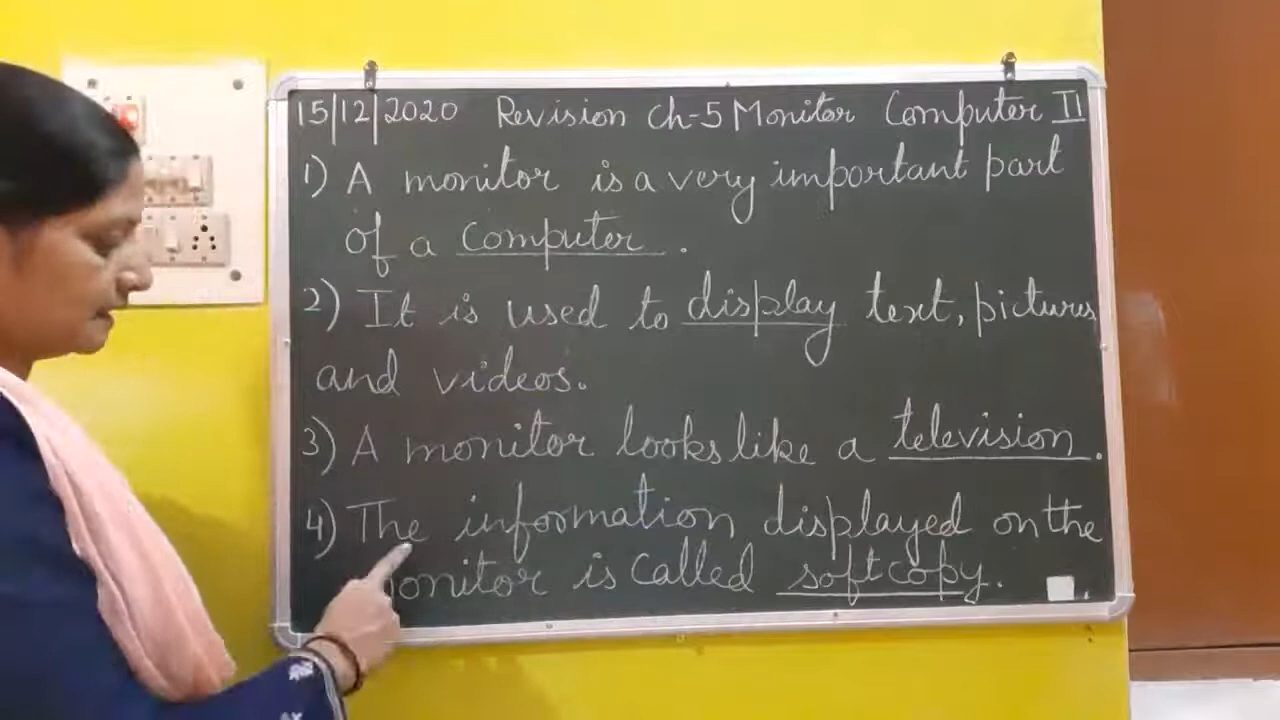 15/12/2020 Revision Ch-5 Monitor Computer II
1) A monitor is a very important part
of a computer.
2) It is used to display text, pictures
and videos.
3) A monitor looks like a television.
4) The information displayed on the
monitor is called softcopy.